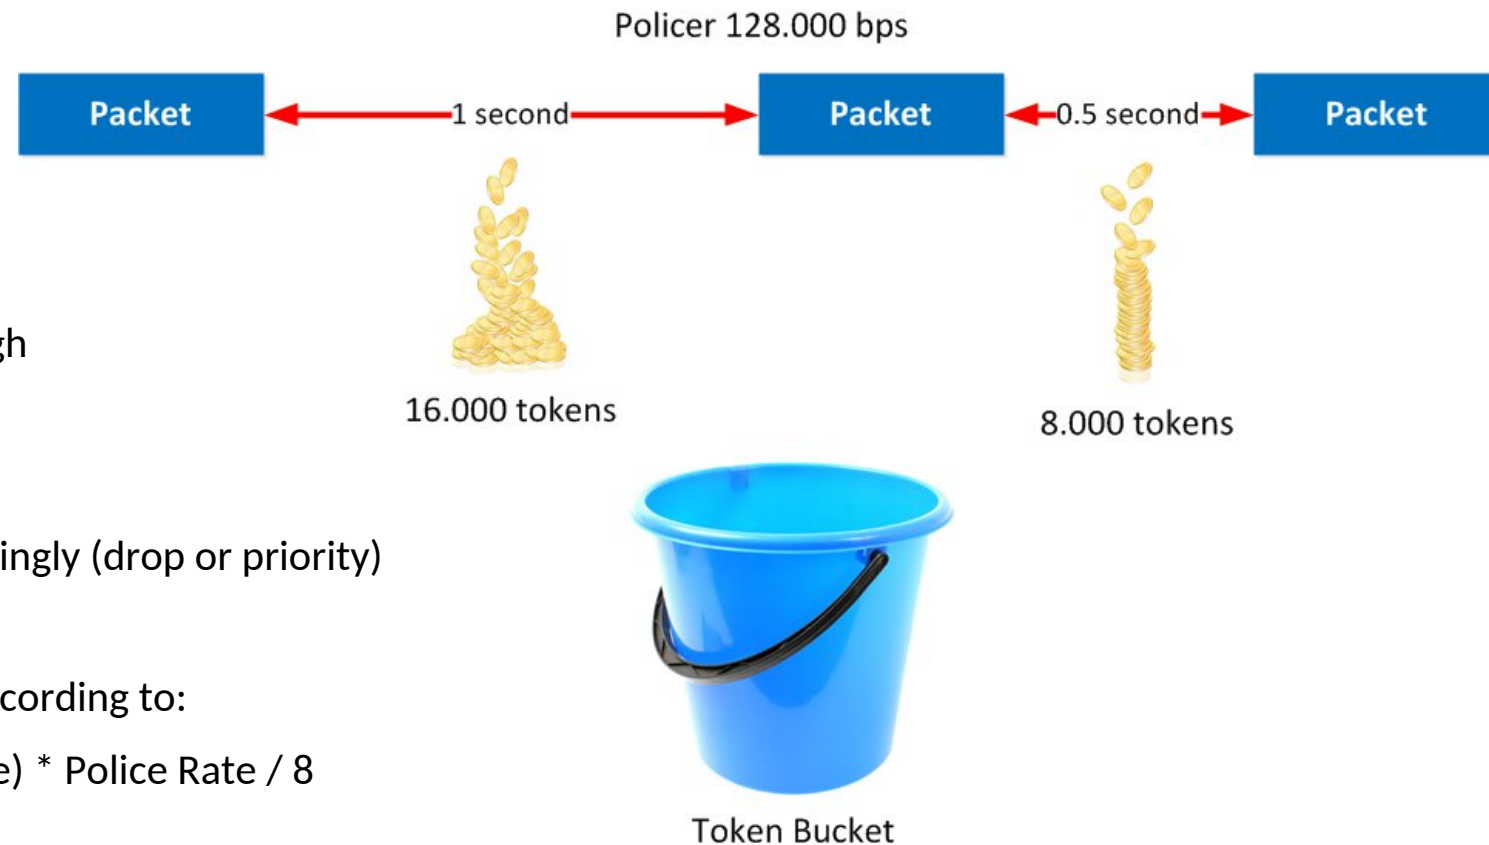 Policer 128.000 bps
Packet 1 second Packet 0.5 second Packet
gh
16.000 tokens
8.000 tokens
ingly (drop or priority)
cording to:
e) * Police Rate / 8
Token Bucket